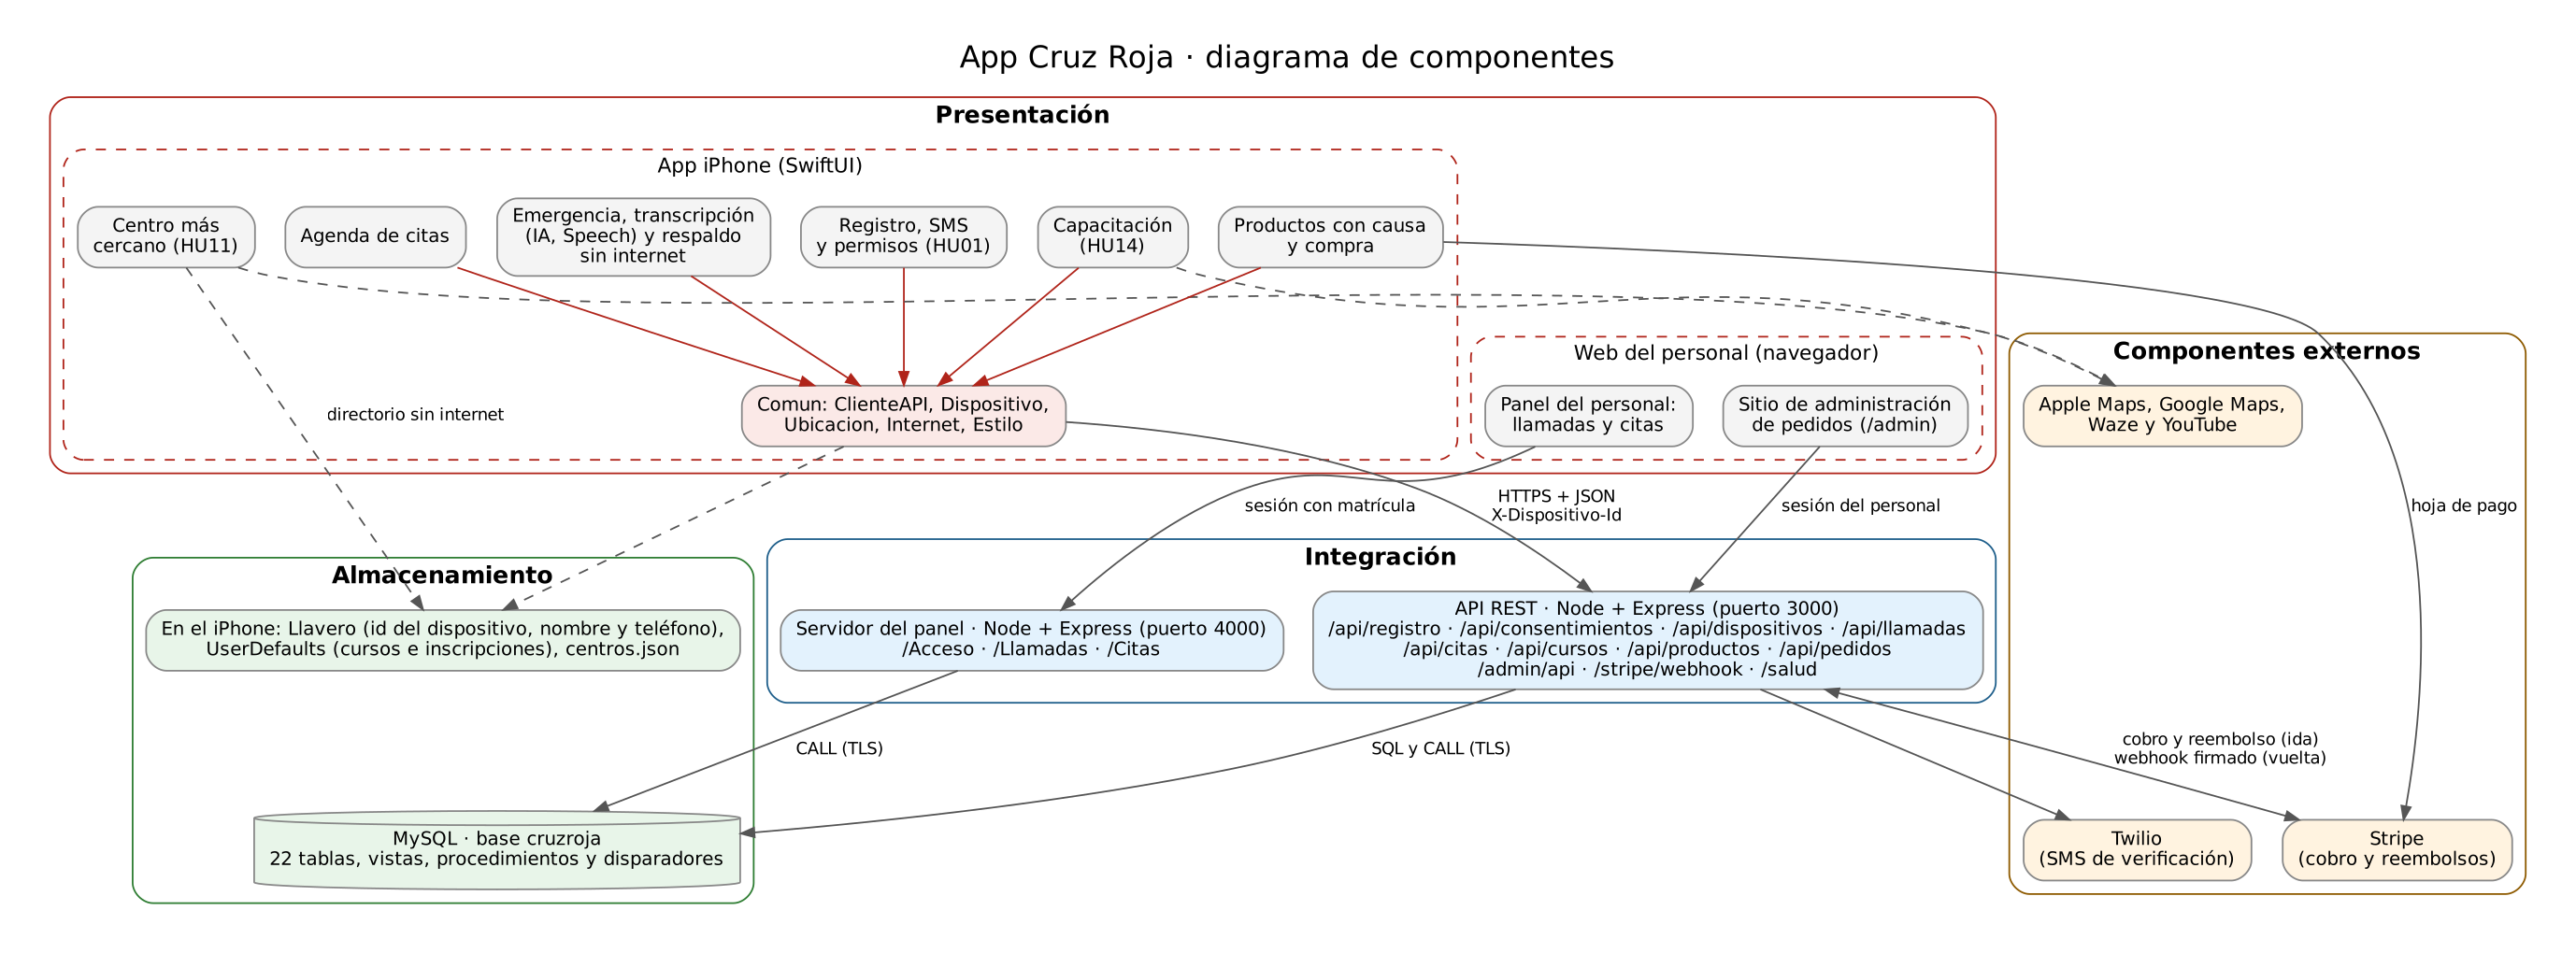 App Cruz Roja · diagrama de componentes
Presentación
App iPhone (SwiftUI)
Centro más
cercano (HU11)
Agenda de citas
Emergencia, transcripción
(IA, Speech) y respaldo
sin internet
Registro, SMS
y permisos (HU01)
Capacitación
(HU14)
Productos con causa
y compra
Web del personal (navegador)
Componentes externos
directorio sin internet
Comun: ClienteAPI, Dispositivo,
Ubicacion, Internet, Estilo
Panel del personal:
llamadas y citas
Sitio de administración
de pedidos (/admin)
Apple Maps, Google Maps,
Waze y YouTube
sesión con matrícula
HTTPS + JSON
X-Dispositivo-Id
sesión del personal
hoja de pago
Almacenamiento
Integración
En el iPhone: Llavero (id del dispositivo, nombre y teléfono),
UserDefaults (cursos e inscripciones), centros.json
Servidor del panel · Node + Express (puerto 4000)
/Acceso · /Llamadas · /Citas
API REST · Node + Express (puerto 3000)
/api/registro · /api/consentimientos · /api/dispositivos · /api/llamadas
/api/citas · /api/cursos · /api/productos · /api/pedidos
/admin/api · /stripe/webhook · /salud
CALL (TLS)
SQL y CALL (TLS)
cobro y reembolso (ida)
webhook firmado (vuelta)
MySQL · base cruzroja
22 tablas, vistas, procedimientos y disparadores
Twilio
(SMS de verificación)
Stripe
(cobro y reembolsos)